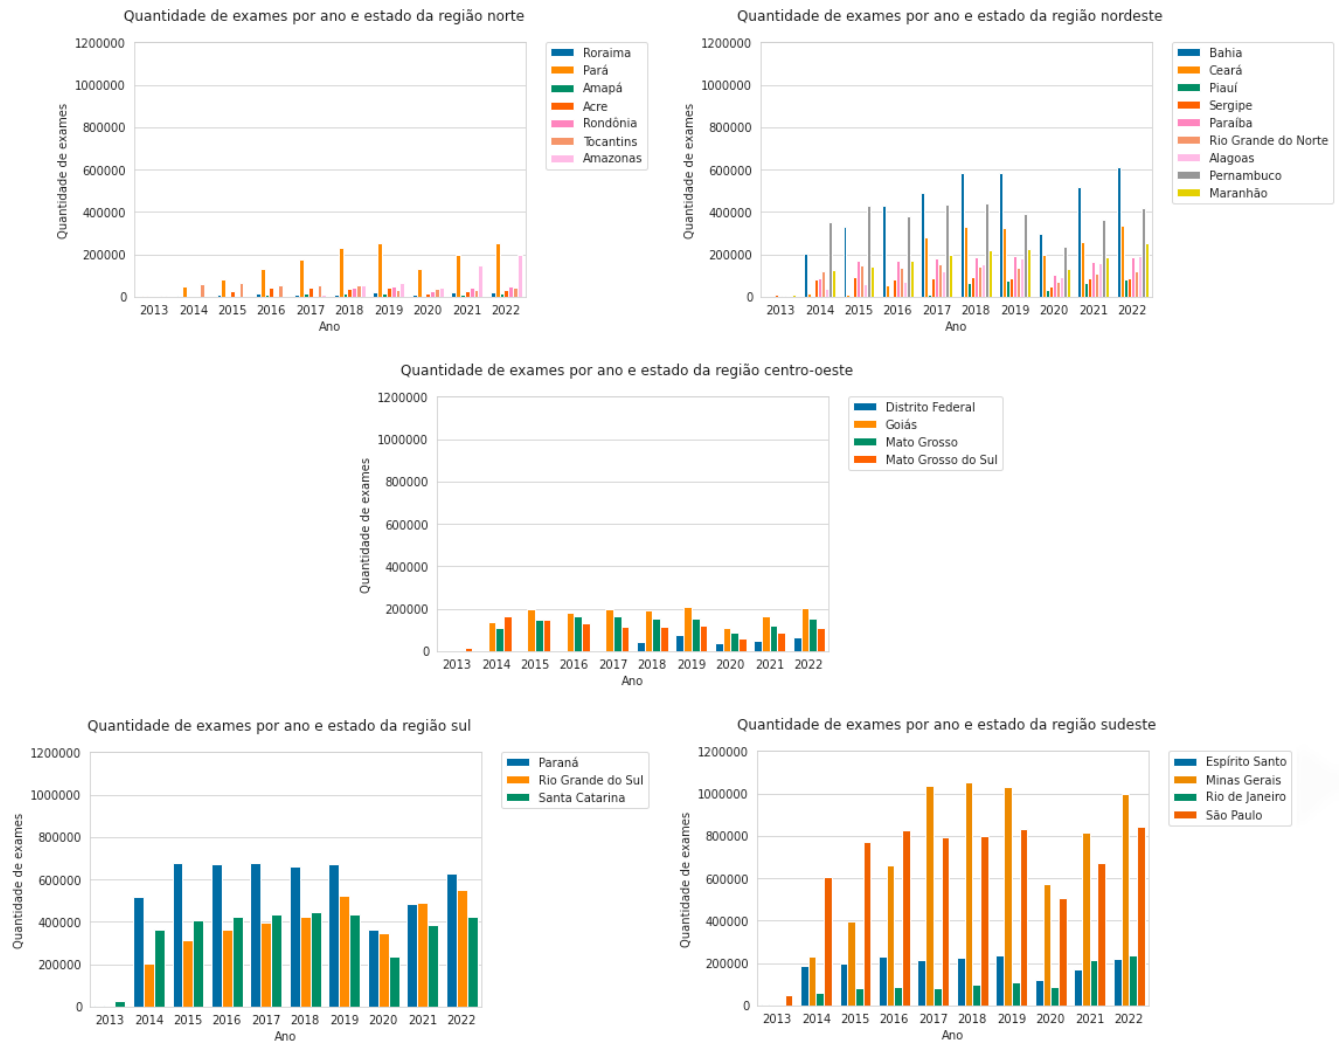 Quantidade de exames por ano e estado da região norte
1200000
1000000
800000
600000
400000
200000
0
Quantidade de exames
2013 2014 2015 2016 2017 2018 2019 2020 2021 2022
Ano
Roraima
Pará
Amapá
Acre
Rondônia
Tocantins
Amazonas
Quantidade de exames por ano e estado da região nordeste
1200000
1000000
800000
600000
400000
200000
0
Quantidade de exames
2013 2014 2015 2016 2017 2018 2019 2020 2021 2022
Ano
Bahia
Ceará
Piauí
Sergipe
Paraíba
Rio Grande do Norte
Alagoas
Pernambuco
Maranhão
Quantidade de exames por ano e estado da região centro-oeste
1200000
1000000
800000
600000
400000
200000
0
Quantidade de exames
2013 2014 2015 2016 2017 2018 2019 2020 2021 2022
Ano
Distrito Federal
Goiás
Mato Grosso
Mato Grosso do Sul
Quantidade de exames por ano e estado da região sul
1200000
1000000
800000
600000
400000
200000
0
Quantidade de exames
2013 2014 2015 2016 2017 2018 2019 2020 2021 2022
Ano
Paraná
Rio Grande do Sul
Santa Catarina
Quantidade de exames por ano e estado da região sudeste
1200000
1000000
800000
600000
400000
200000
0
Quantidade de exames
2013 2014 2015 2016 2017 2018 2019 2020 2021 2022
Ano
Espírito Santo
Minas Gerais
Rio de Janeiro
São Paulo